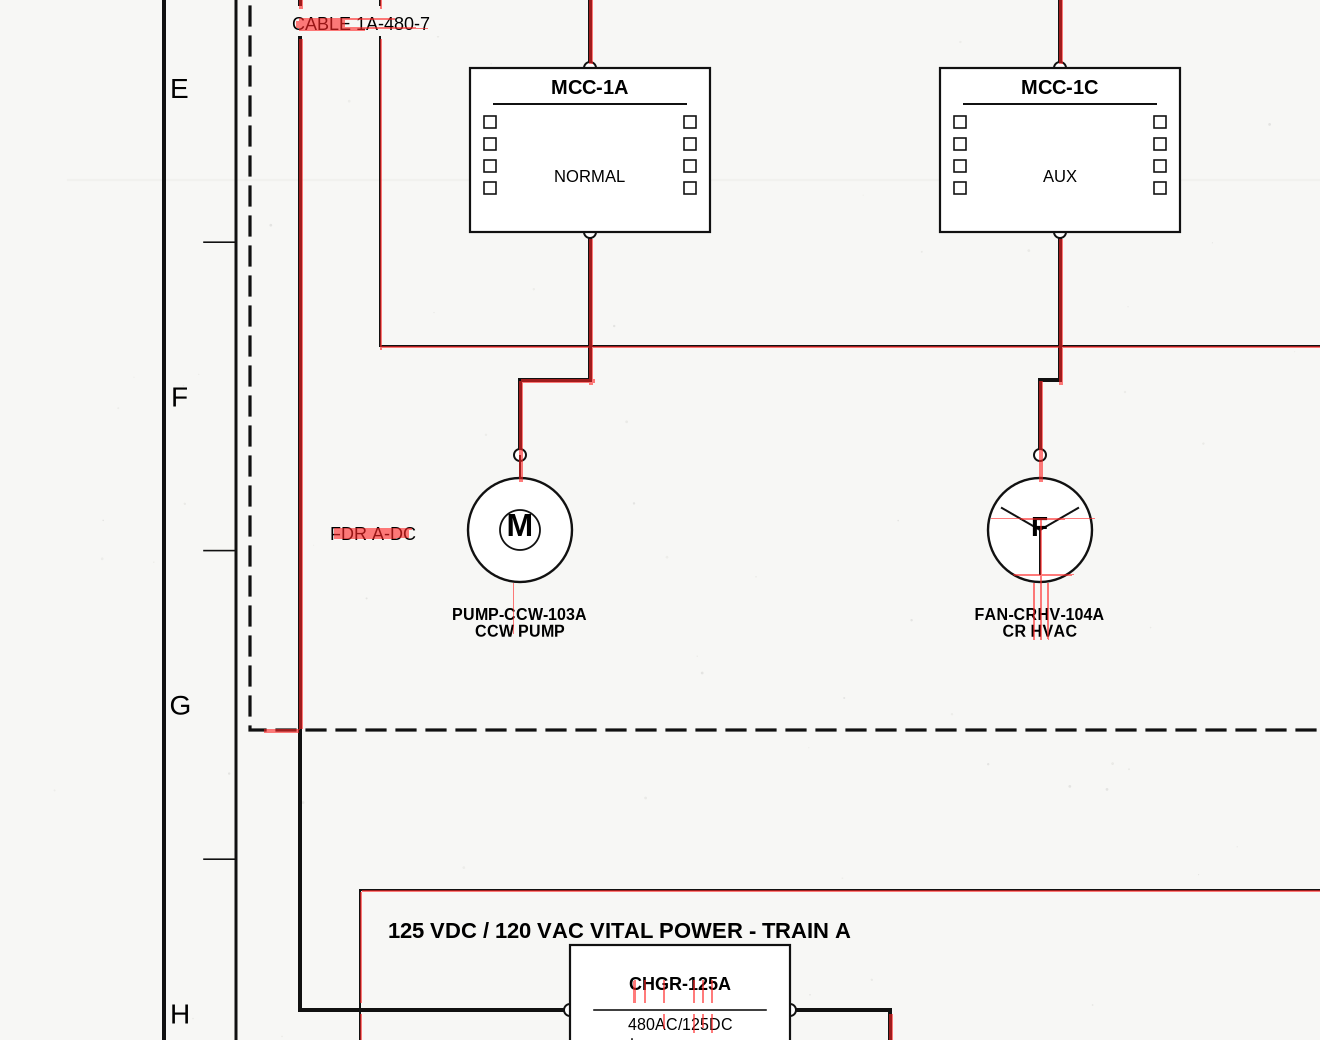 CABLE 1A-480-7
E
MCC-1A
MCC-1C
NORMAL
AUX
F
M
F
FDR A-DC
PUMP-CCW-103A
CCW PUMP
FAN-CRHV-104A
CR HVAC
G
125 VDC / 120 VAC VITAL POWER - TRAIN A
CHGR-125A
H
480AC/125DC